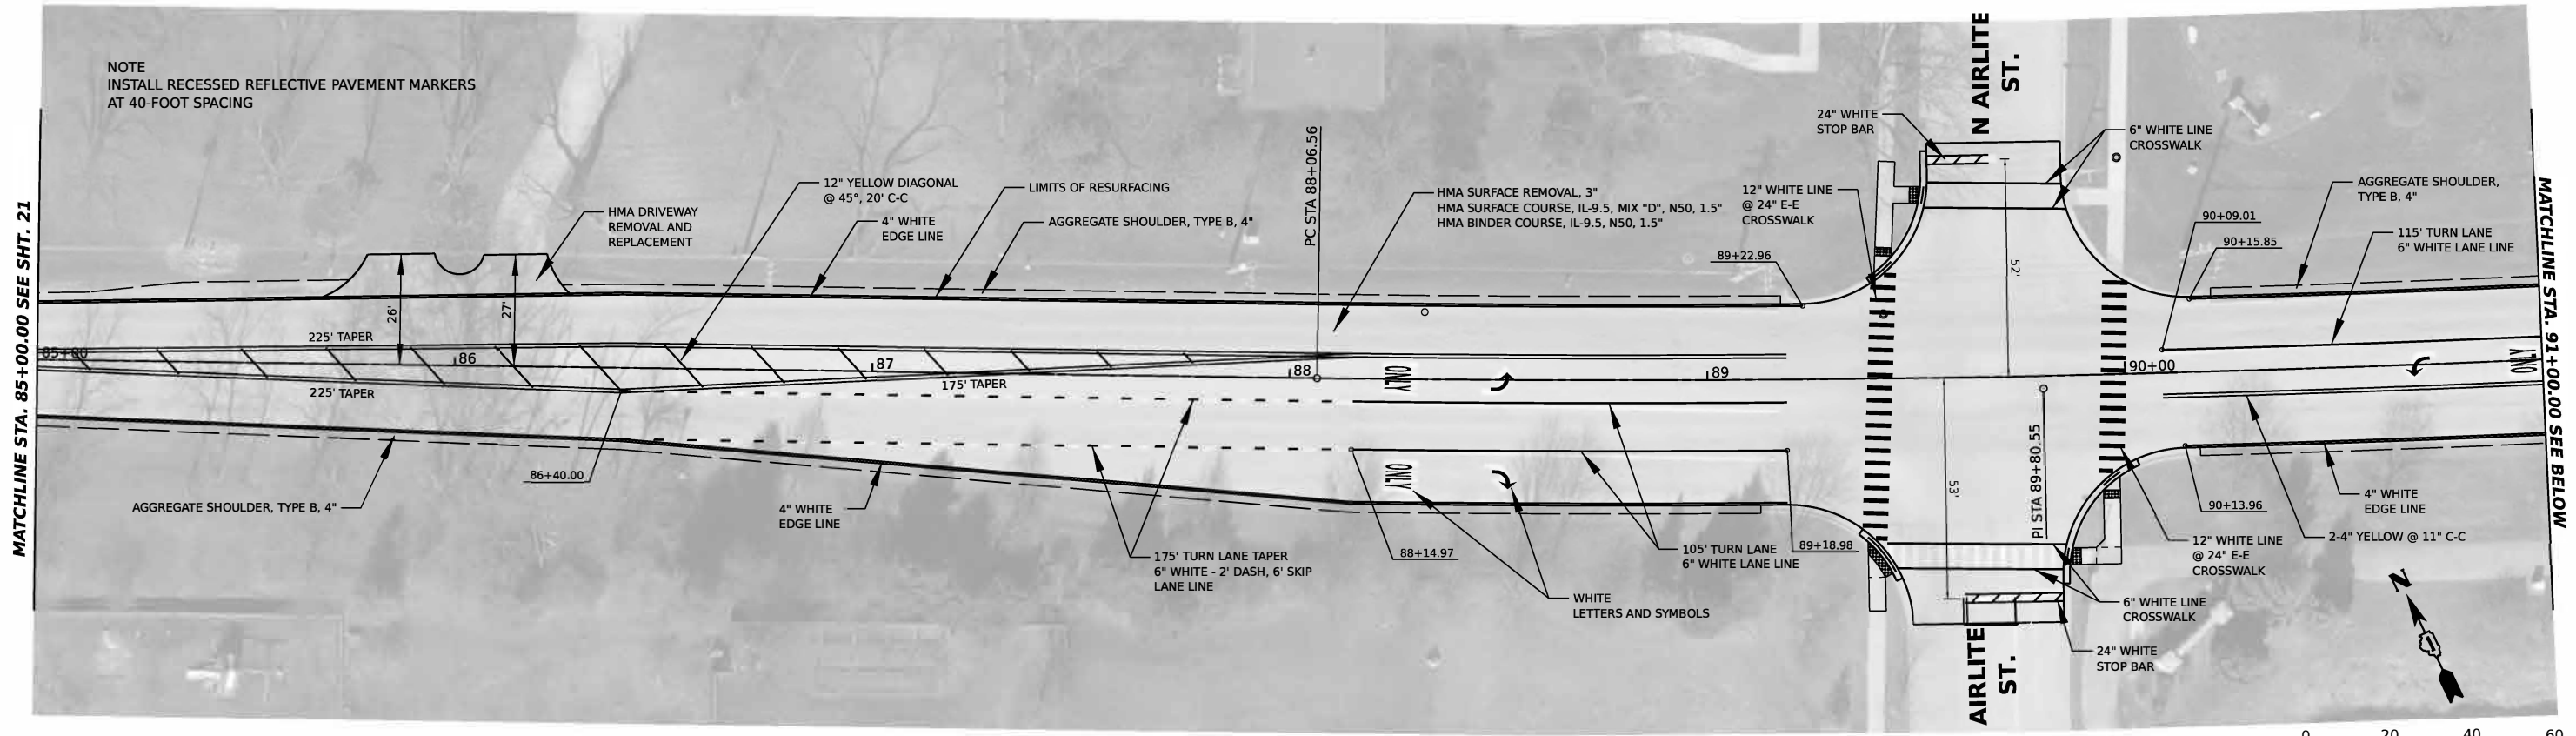 NOTE
INSTALL RECESSED REFLECTIVE PAVEMENT MARKERS
AT 40-FOOT SPACING
MATCHLINE STA. 85+00.00 SEE SHT. 21
HMA DRIVEWAY
REMOVAL AND
REPLACEMENT
12" YELLOW DIAGONAL
@ 45°, 20' C-C
4" WHITE
EDGE LINE
LIMITS OF RESURFACING
AGGREGATE SHOULDER, TYPE B, 4"
PC STA 88+06.56
HMA SURFACE REMOVAL, 3"
HMA SURFACE COURSE, IL-9.5, MIX "D", N50, 1.5"
HMA BINDER COURSE, IL-9.5, N50, 1.5"
24" WHITE
STOP BAR
N AIRLITE
ST.
6" WHITE LINE
CROSSWALK
12" WHITE LINE
@ 24" E-E
CROSSWALK
89+22.96
52'
90+09.01
90+15.85
AGGREGATE SHOULDER,
TYPE B, 4"
115' TURN LANE
6" WHITE LANE LINE
MATCHLINE STA. 91+00.00 SEE BELOW
26'
27'
225' TAPER
85+00
86
87
88
89
90+00
225' TAPER
175' TAPER
ONLY
ONLY
ONLY
86+40.00
AGGREGATE SHOULDER, TYPE B, 4"
4" WHITE
EDGE LINE
175' TURN LANE TAPER
6" WHITE - 2' DASH, 6' SKIP
LANE LINE
88+14.97
WHITE
LETTERS AND SYMBOLS
105' TURN LANE
6" WHITE LANE LINE
89+18.98
53'
PI STA 89+80.55
90+13.96
4" WHITE
EDGE LINE
2-4" YELLOW @ 11" C-C
12" WHITE LINE
@ 24" E-E
CROSSWALK
6" WHITE LINE
CROSSWALK
24" WHITE
STOP BAR
AIRLITE
ST.
N
0 20 40 60